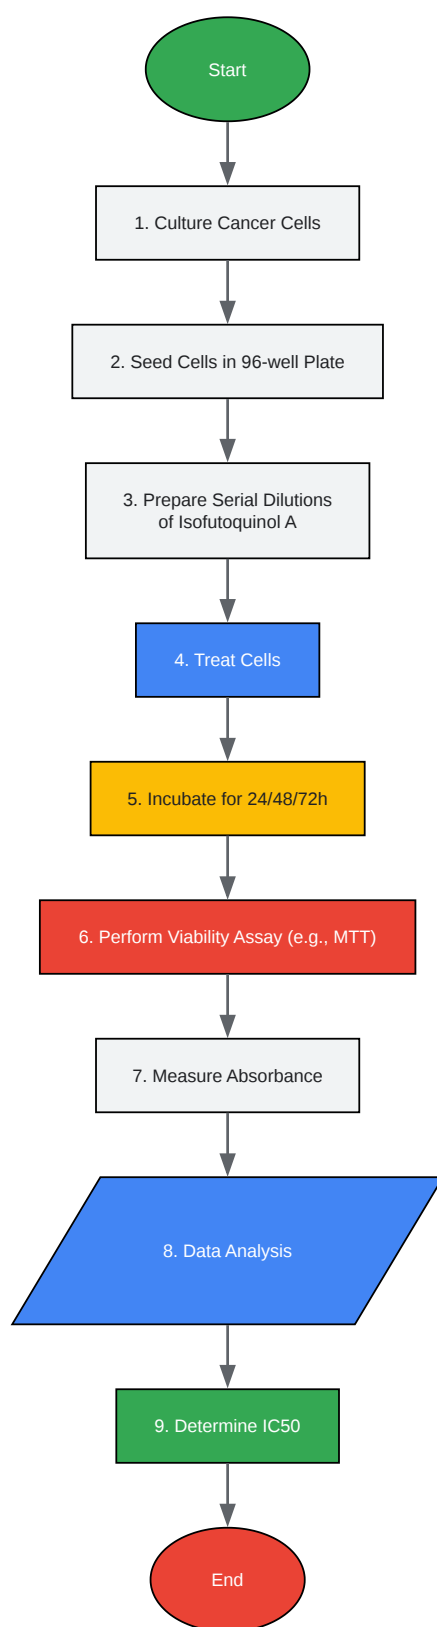 Start
1. Culture Cancer Cells
2. Seed Cells in 96-well Plate
3. Prepare Serial Dilutions
of Isofutoquinol A
4. Treat Cells
5. Incubate for 24/48/72h
6. Perform Viability Assay (e.g., MTT)
7. Measure Absorbance
8. Data Analysis
9. Determine IC50
End